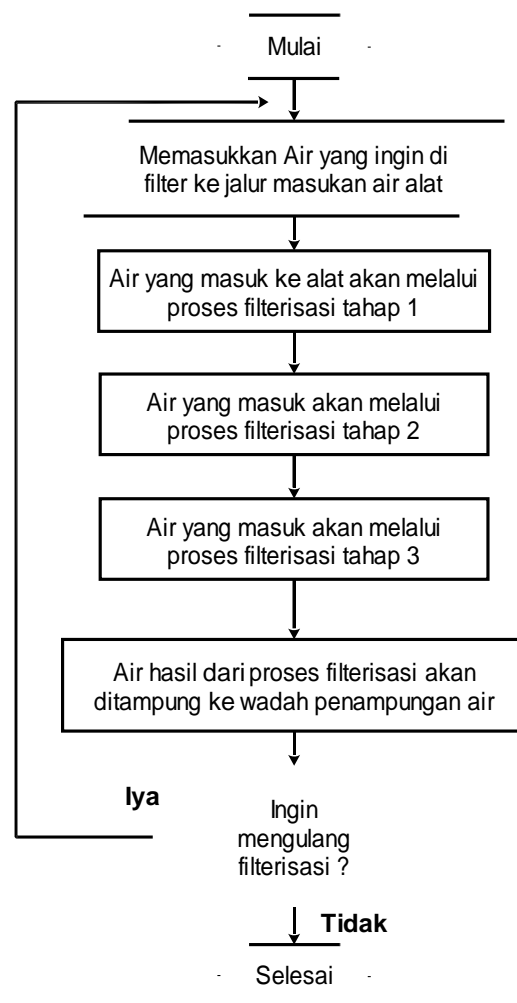 Mulai
Memasukkan Air yang ingin di
filter ke jalur masukan air alat
Air yang masuk ke alat akan melalui
proses filterisasi tahap 1
Air yang masuk akan melalui
proses filterisasi tahap 2
Air yang masuk akan melalui
proses filterisasi tahap 3
Air hasil dari proses filterisasi akan
ditampung ke wadah penampungan air
Iya
Ingin
mengulang
filterisasi ?
Tidak
Selesai